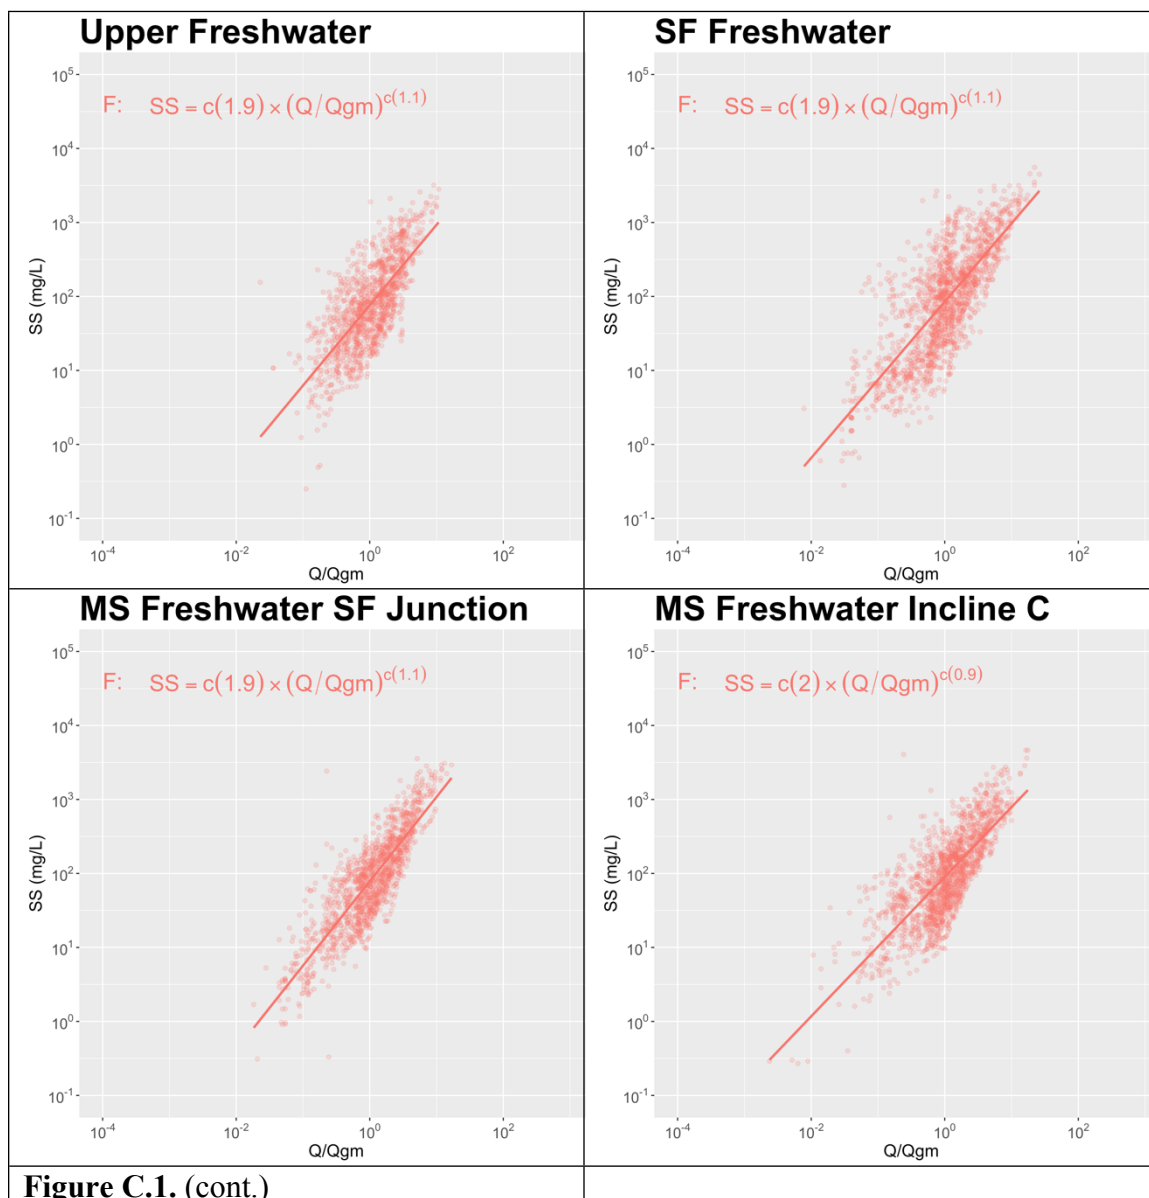 Upper Freshwater
F: SS = c(1.9) × (Q/Qgm)^c(1.1)
SS (mg/L)
10^5
10^4
10^3
10^2
10^1
10^0
10^-1
10^-4 10^-2 10^0 10^2
Q/Qgm
SF Freshwater
F: SS = c(1.9) × (Q/Qgm)^c(1.1)
SS (mg/L)
10^5
10^4
10^3
10^2
10^1
10^0
10^-1
10^-4 10^-2 10^0 10^2
Q/Qgm
MS Freshwater SF Junction
F: SS = c(1.9) × (Q/Qgm)^c(1.1)
SS (mg/L)
10^5
10^4
10^3
10^2
10^1
10^0
10^-1
10^-4 10^-2 10^0 10^2
Q/Qgm
MS Freshwater Incline C
F: SS = c(2) × (Q/Qgm)^c(0.9)
SS (mg/L)
10^5
10^4
10^3
10^2
10^1
10^0
10^-1
10^-4 10^-2 10^0 10^2
Q/Qgm
Figure C.1. (cont.)